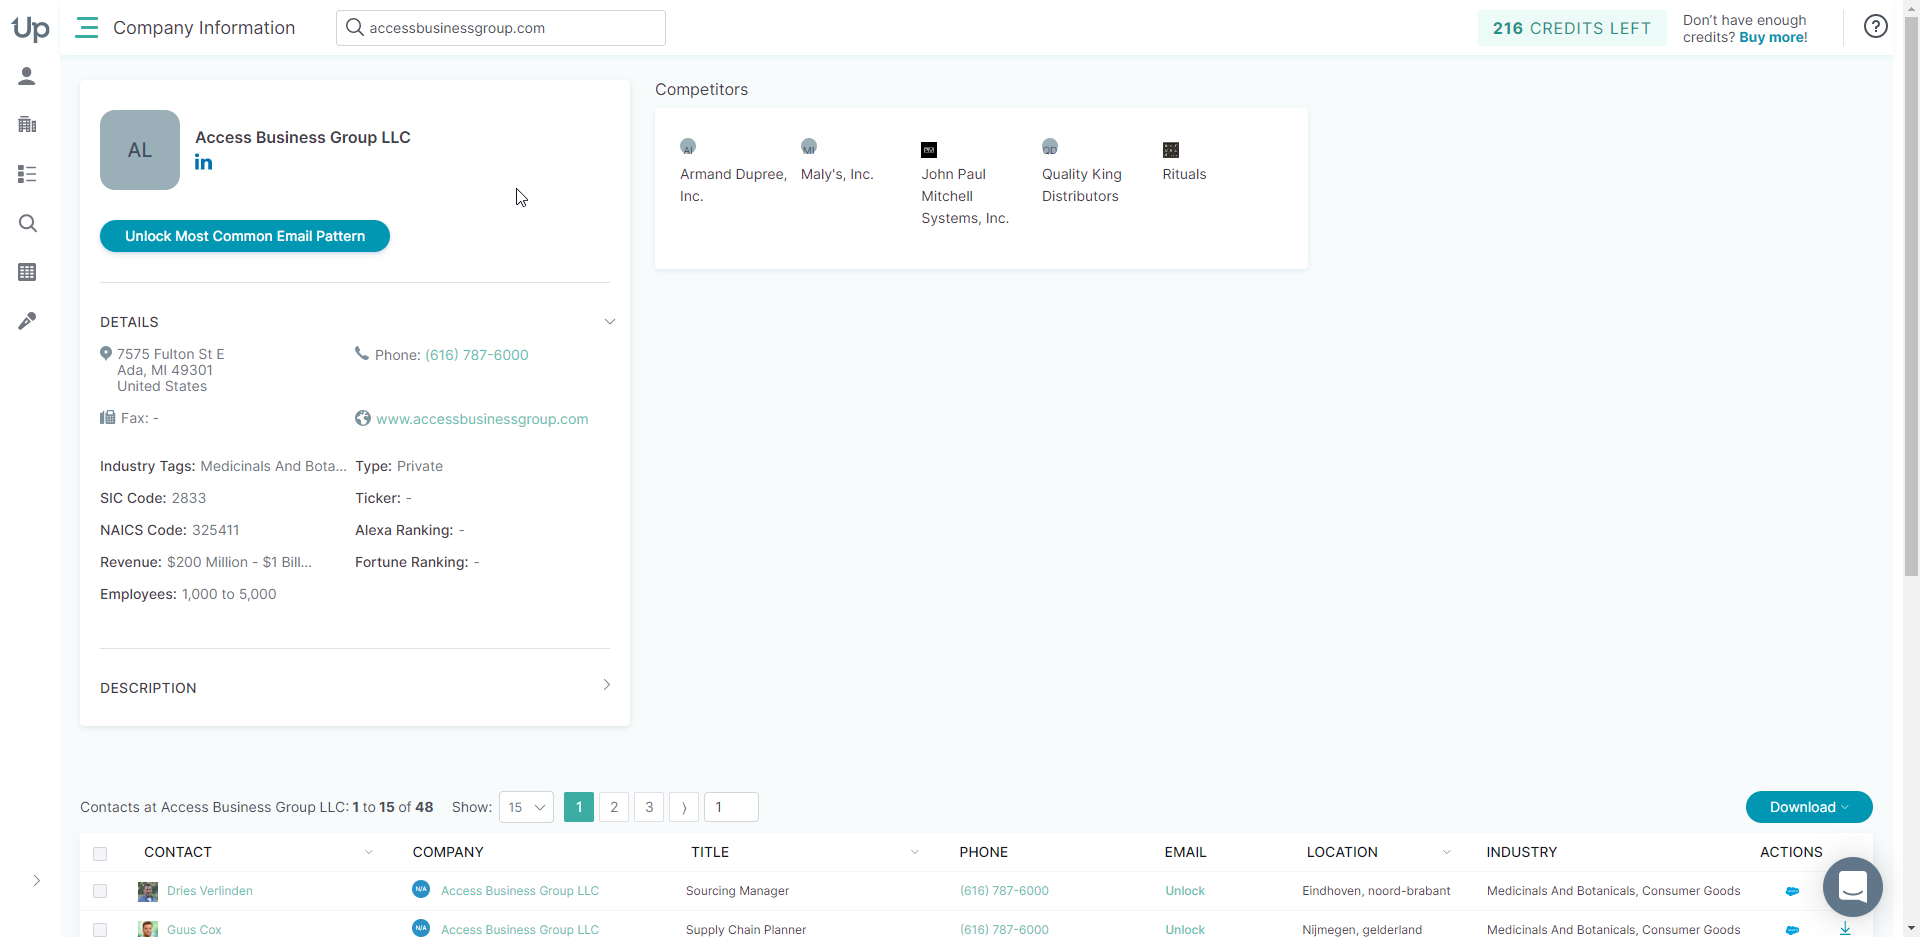 Up
Company Information
accessbusinessgroup.com
216 CREDITS LEFT
Don't have enough
credits? Buy more!
AL
Access Business Group LLC
in
Unlock Most Common Email Pattern
DETAILS
7575 Fulton St E
Ada, MI 49301
United States
Phone: (616) 787-6000
Fax: -
www.accessbusinessgroup.com
Industry Tags: Medicinals And Bota...
Type: Private
SIC Code: 2833
Ticker: -
NAICS Code: 325411
Alexa Ranking: -
Revenue: $200 Million - $1 Bill...
Fortune Ranking: -
Employees: 1,000 to 5,000
DESCRIPTION
Competitors
AI
Armand Dupree,
Inc.
MI
Maly's, Inc.
John Paul
Mitchell
Systems, Inc.
QD
Quality King
Distributors
Rituals
Contacts at Access Business Group LLC: 1 to 15 of 48
Show: 15
1 2 3 1
Download
CONTACT COMPANY TITLE PHONE EMAIL LOCATION INDUSTRY ACTIONS
Dries Verlinden N/A Access Business Group LLC Sourcing Manager (616) 787-6000 Unlock Eindhoven, noord-brabant Medicinals And Botanicals, Consumer Goods
Guus Cox N/A Access Business Group LLC Supply Chain Planner (616) 787-6000 Unlock Nijmegen, gelderland Medicinals And Botanicals, Consumer Goods